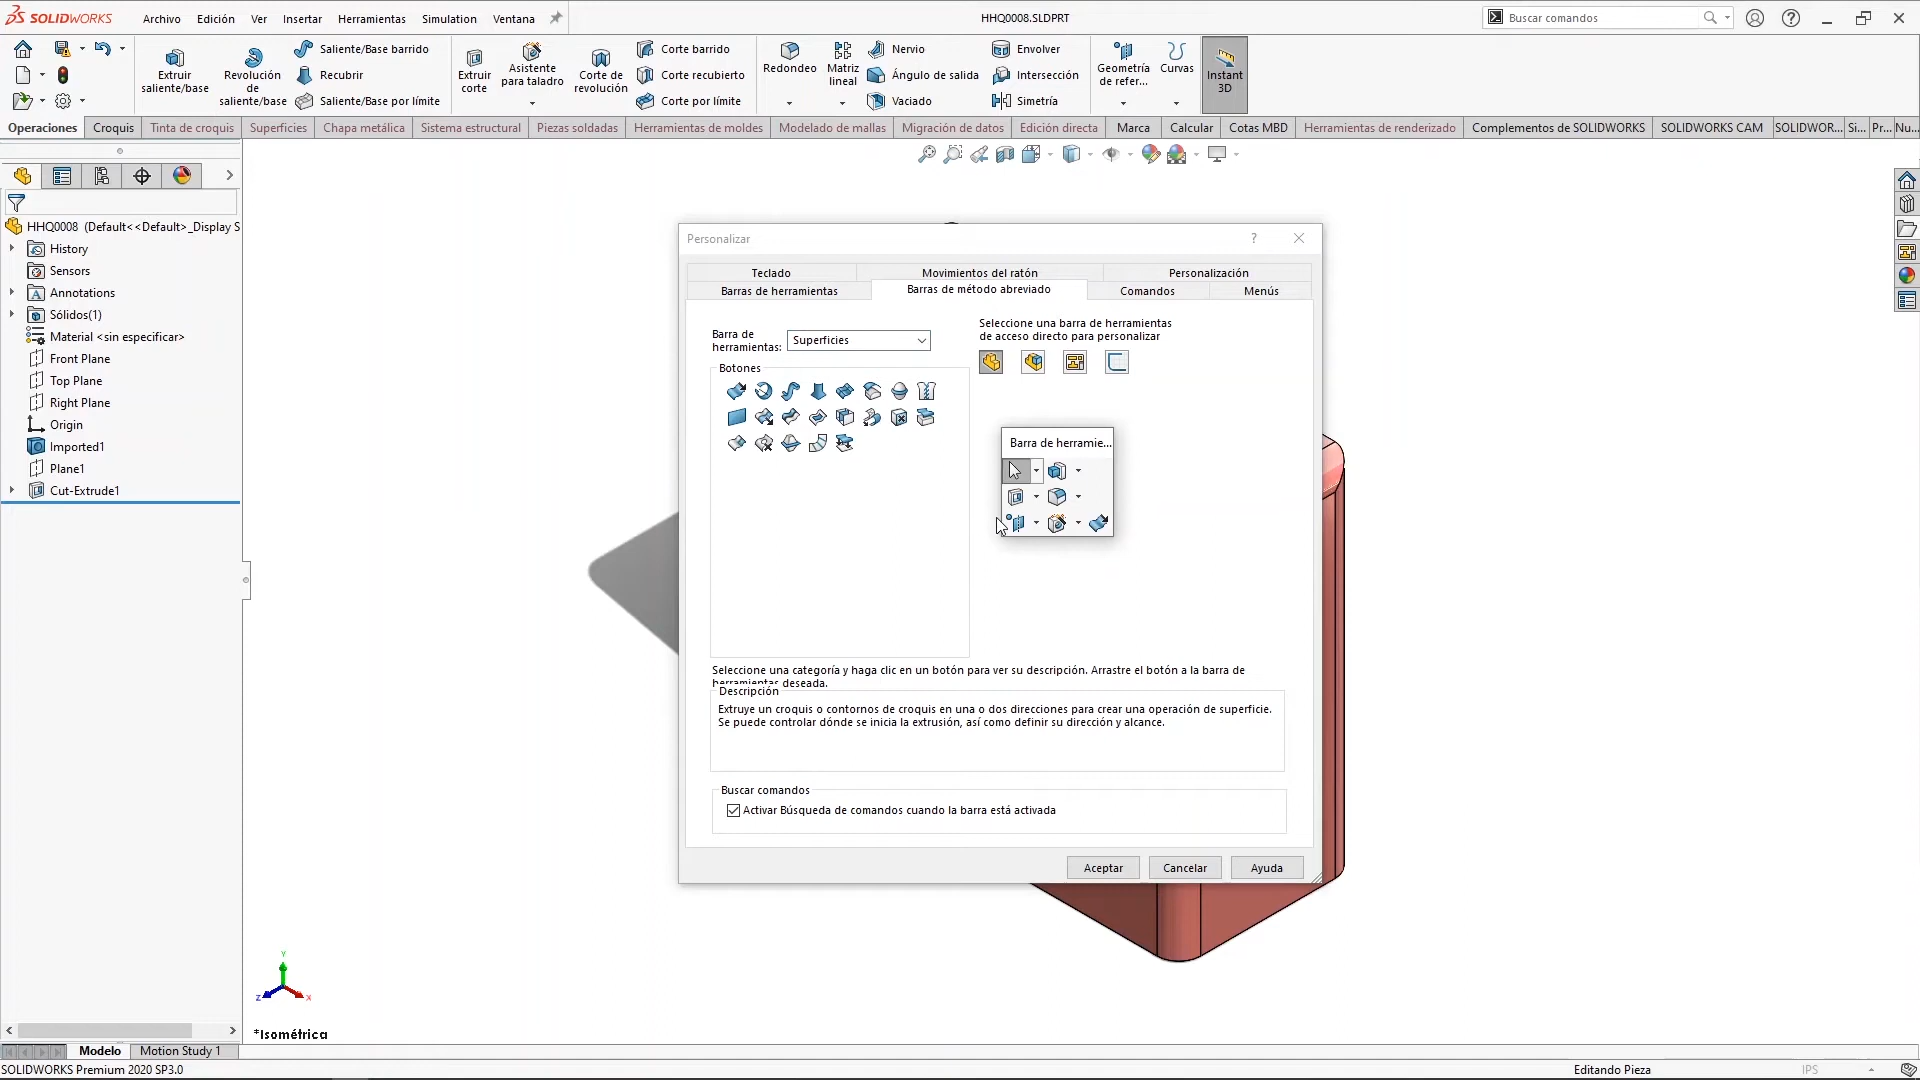 SOLIDWORKS
Archivo
Edición
Ver
Insertar
Herramientas
Simulation
Ventana
HHQ0008.SLDPRT
Buscar comandos
Extruir
saliente/base
Revolución
de
saliente/base
Saliente/Base barrido
Recubrir
Saliente/Base por límite
Extruir
corte
Asistente
para taladro
Corte de
revolución
Corte barrido
Corte recubierto
Corte por límite
Redondeo
Matriz
lineal
Nervio
Ángulo de salida
Vaciado
Envolver
Intersección
Simetría
Geometría
de refer...
Curvas
Instant
3D
Operaciones
Croquis
Tinta de croquis
Superficies
Chapa metálica
Sistema estructural
Piezas soldadas
Herramientas de moldes
Modelado de mallas
Migración de datos
Edición directa
Marca
Calcular
Cotas MBD
Herramientas de renderizado
Complementos de SOLIDWORKS
SOLIDWORKS CAM
SOLIDWOR...
Si...
Pr...
Nu...
HHQ0008 (Default<<Default>_Display S
History
Sensors
Annotations
Sólidos(1)
Material <sin especificar>
Front Plane
Top Plane
Right Plane
Origin
Imported1
Plane1
Cut-Extrude1
Personalizar
Teclado
Movimientos del ratón
Personalización
Barras de herramientas
Barras de método abreviado
Comandos
Menús
Barra de
herramientas:
Superficies
Seleccione una barra de herramientas
de acceso directo para personalizar
Botones
Barra de herramie...
Seleccione una categoría y haga clic en un botón para ver su descripción. Arrastre el botón a la barra de
herramientas deseada.
Descripción
Extruye un croquis o contornos de croquis en una o dos direcciones para crear una operación de superficie.
Se puede controlar dónde se inicia la extrusión, así como definir su dirección y alcance.
Buscar comandos
Activar Búsqueda de comandos cuando la barra está activada
Aceptar
Cancelar
Ayuda
Y
Z
X
*Isométrica
Modelo
Motion Study 1
SOLIDWORKS Premium 2020 SP3.0
Editando Pieza
IPS